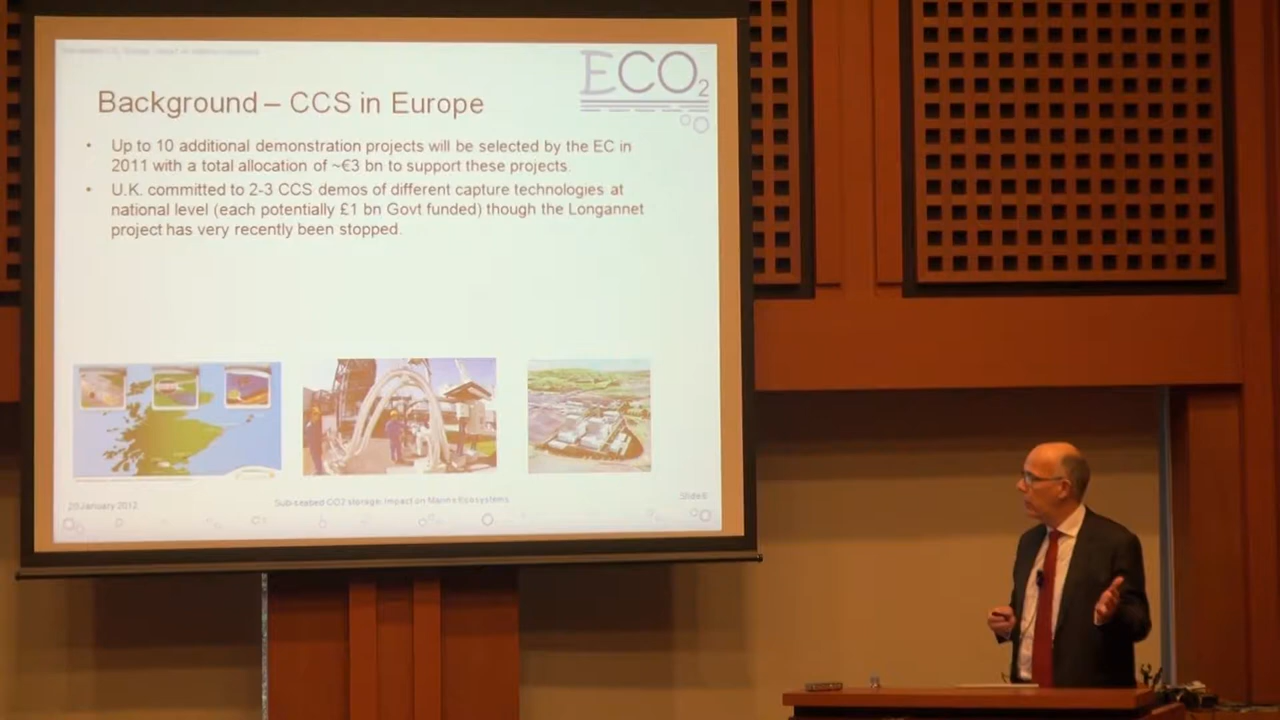 ECO2
Background – CCS in Europe
• Up to 10 additional demonstration projects will be selected by the EC in
2011 with a total allocation of ~€3 bn to support these projects.
• U.K. committed to 2-3 CCS demos of different capture technologies at
national level (each potentially £1 bn Govt funded) though the Longannet
project has very recently been stopped.
20 January 2012
Sub-seabed CO2 storage: Impact on Marine Ecosystems
Slide